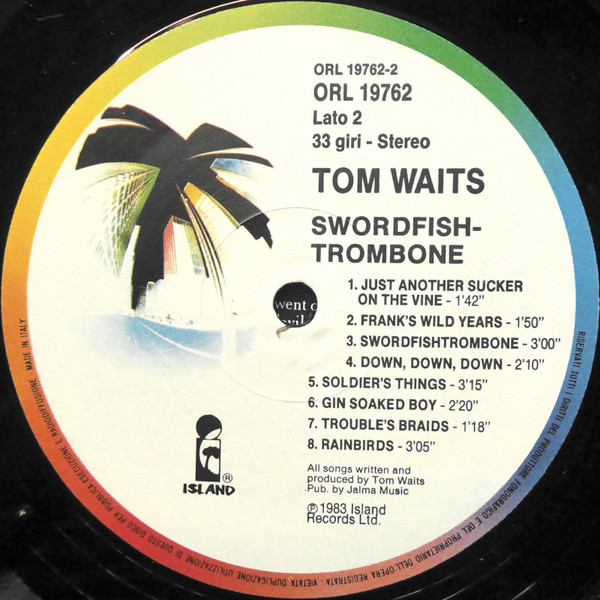 ORL 19762-2
ORL 19762
Lato 2
33 giri - Stereo
TOM WAITS
SWORDFISH-
TROMBONE
1. JUST ANOTHER SUCKER
ON THE VINE - 1'42"
2. FRANK'S WILD YEARS - 1'50"
3. SWORDFISHTROMBONE - 3'00"
4. DOWN, DOWN, DOWN - 2'10"
5. SOLDIER'S THINGS - 3'15"
6. GIN SOAKED BOY - 2'20"
7. TROUBLE'S BRAIDS - 1'18"
8. RAINBIRDS - 3'05"
All songs written and
produced by Tom Waits
Pub. by Jalma Music
℗ 1983 Island
Records Ltd.
ISLAND ®
went
RISERVATI TUTTI I DIRITTI DEL PRODUTTORE FONOGRAFICO E DEL PROPRIETARIO DELL'OPERA REGISTRATA. VIETATA DUPLICAZIONE, UTILIZZAZIONE DI QUESTO DISCO PER PUBBLICA ESECUZIONE E RADIODIFFUSIONE. MADE IN ITALY